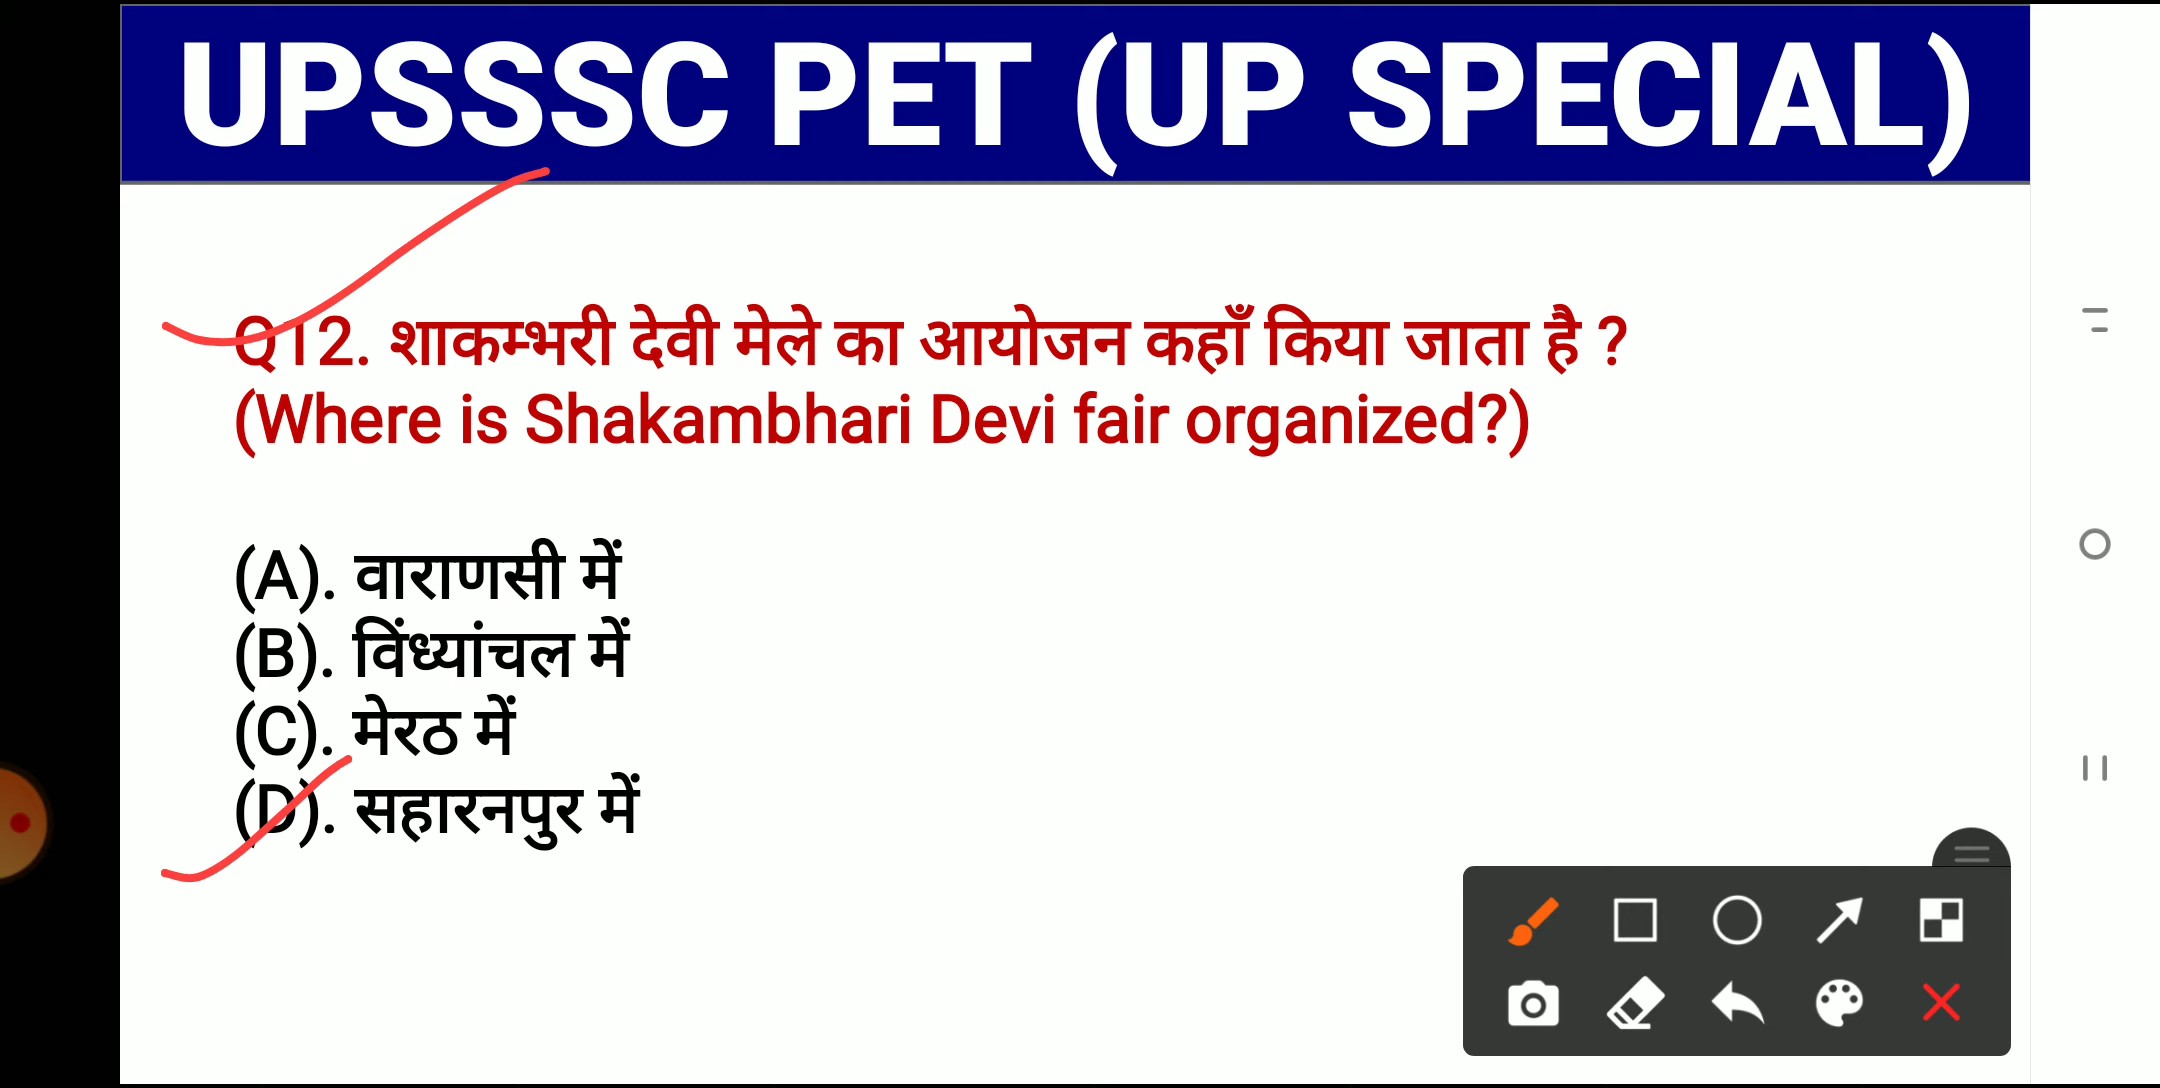 UPSSSC PET (UP SPECIAL)
Q12. शाकम्भरी देवी मेले का आयोजन कहाँ किया जाता है ?
(Where is Shakambhari Devi fair organized?)
(A). वाराणसी में
(B). विंध्यांचल में
(C). मेरठ में
(D). सहारनपुर में